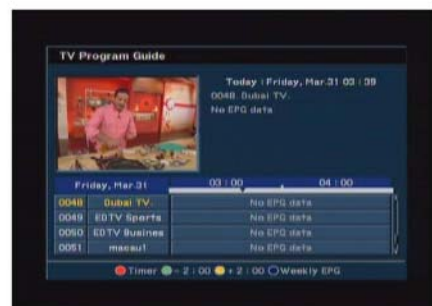 TV Program Guide
Today : Friday, Mar.31 03 : 39
0048. Dubai TV.
No EPG data
Friday, Mar.31 03 : 00 04 : 00
0048 Dubai TV. No EPG data
0049 EDTV Sports No EPG data
0050 EDTV Busines No EPG data
0051 macau1 No EPG data
Timer - 2 : 00 + 2 : 00 Weekly EPG